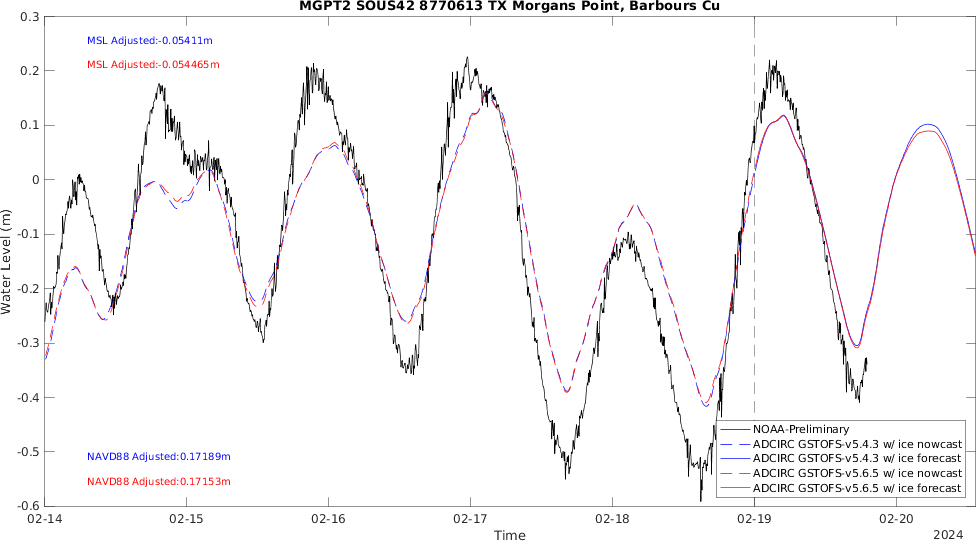 MGPT2 SOUS42 8770613 TX Morgans Point, Barbours Cu
MSL Adjusted:-0.05411m
MSL Adjusted:-0.054465m
Water Level (m)
0.3
0.2
0.1
0
-0.1
-0.2
-0.3
-0.4
-0.5
-0.6
NAVD88 Adjusted:0.17189m
NAVD88 Adjusted:0.17153m
NOAA-Preliminary
ADCIRC GSTOFS-v5.4.3 w/ ice nowcast
ADCIRC GSTOFS-v5.4.3 w/ ice forecast
ADCIRC GSTOFS-v5.6.5 w/ ice nowcast
ADCIRC GSTOFS-v5.6.5 w/ ice forecast
02-14 02-15 02-16 02-17 02-18 02-19 02-20
Time
2024